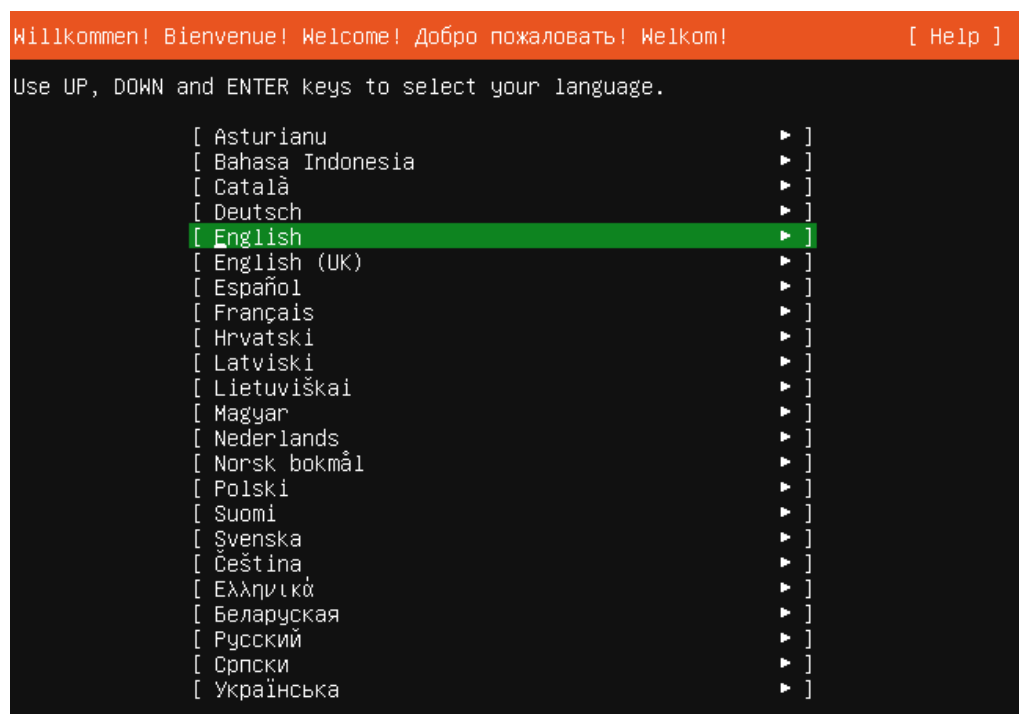 Willkommen! Bienvenue! Welcome! Добро пожаловать! Welkom! [ Help ]
Use UP, DOWN and ENTER keys to select your language.
[ Asturianu ► ]
[ Bahasa Indonesia ► ]
[ Català ► ]
[ Deutsch ► ]
[ English ► ]
[ English (UK) ► ]
[ Español ► ]
[ Français ► ]
[ Hrvatski ► ]
[ Latviski ► ]
[ Lietuviškai ► ]
[ Magyar ► ]
[ Nederlands ► ]
[ Norsk bokmål ► ]
[ Polski ► ]
[ Suomi ► ]
[ Svenska ► ]
[ Čeština ► ]
[ Ελληνικά ► ]
[ Беларуская ► ]
[ Русский ► ]
[ Српски ► ]
[ Українська ► ]